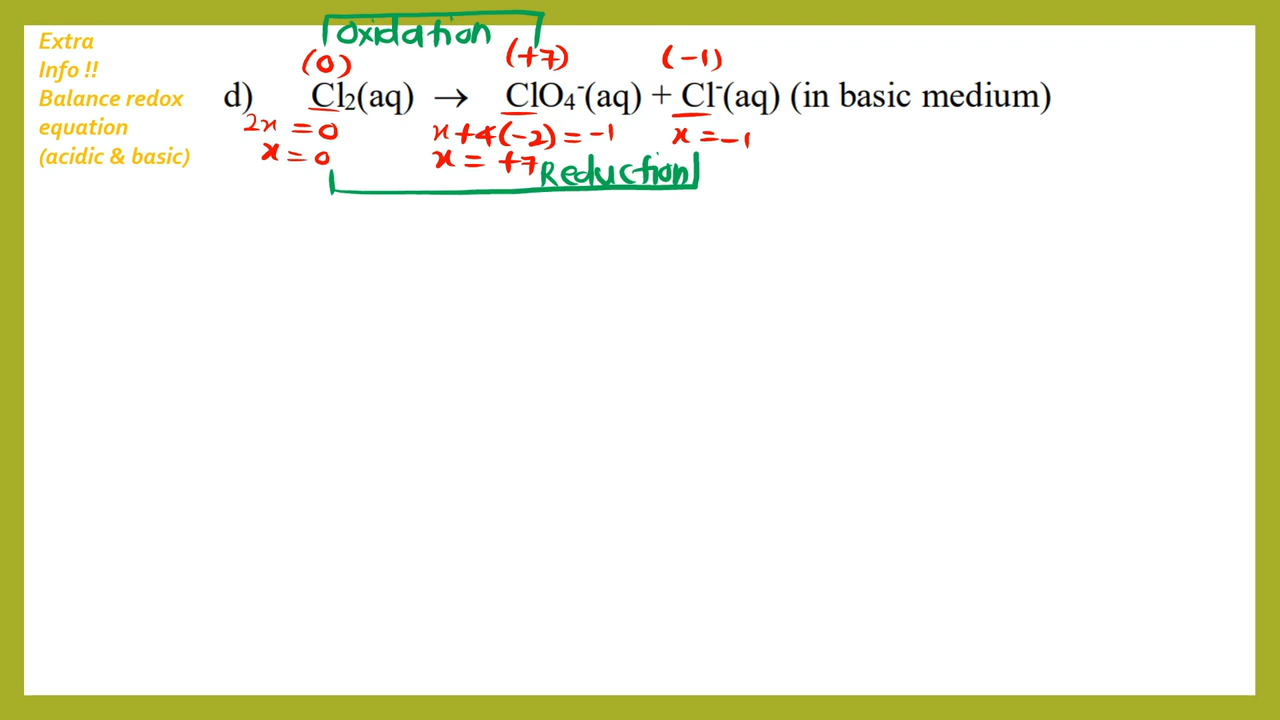 Extra
Info !!
Balance redox
equation
(acidic & basic)
Oxidation
(0) (+7) (-1)
d) Cl₂(aq) → ClO₄⁻(aq) + Cl⁻(aq) (in basic medium)
2x = 0 x + 4(-2) = -1 x = -1
x = 0 x = +7
Reduction